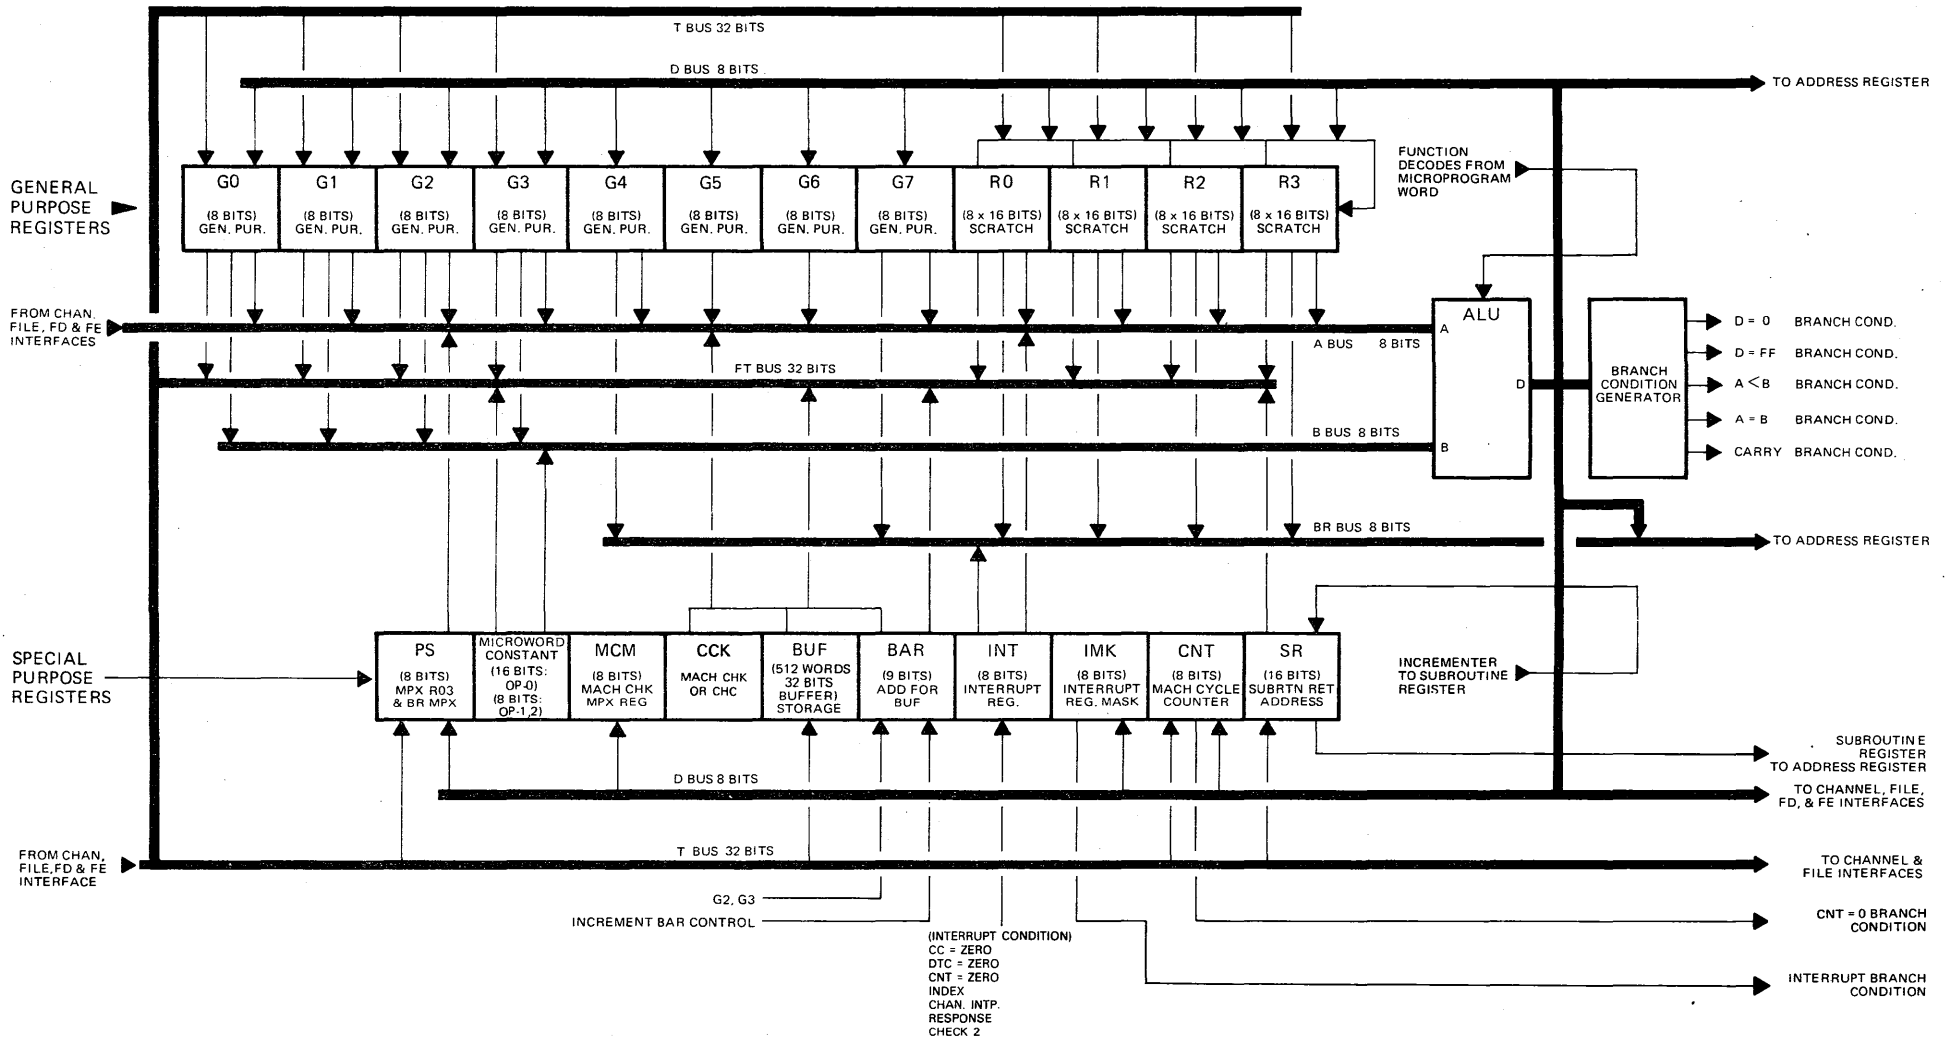 T BUS 32 BITS
D BUS 8 BITS
TO ADDRESS REGISTER
GENERAL
PURPOSE
REGISTERS
G0
(8 BITS)
GEN. PUR.
G1
(8 BITS)
GEN. PUR.
G2
(8 BITS)
GEN. PUR.
G3
(8 BITS)
GEN. PUR.
G4
(8 BITS)
GEN. PUR.
G5
(8 BITS)
GEN. PUR.
G6
(8 BITS)
GEN. PUR.
G7
(8 BITS)
GEN. PUR.
R0
(8 x 16 BITS)
SCRATCH
R1
(8 x 16 BITS)
SCRATCH
R2
(8 x 16 BITS)
SCRATCH
R3
(8 x 16 BITS)
SCRATCH
FUNCTION
DECODES FROM
MICROPROGRAM
WORD
FROM CHAN.
FILE, FD & FE
INTERFACES
A BUS 8 BITS
FT BUS 32 BITS
B BUS 8 BITS
ALU
A
B
D
BRANCH
CONDITION
GENERATOR
D = 0 BRANCH COND.
D = FF BRANCH COND.
A < B BRANCH COND.
A = B BRANCH COND.
CARRY BRANCH COND.
BR BUS 8 BITS
TO ADDRESS REGISTER
SPECIAL
PURPOSE
REGISTERS
PS
(8 BITS)
MPX R03
& BR MPX
MICROWORD
CONSTANT
(16 BITS:
OP-0)
(8 BITS:
OP-1,2)
MCM
(8 BITS)
MACH CHK
MPX REG
CCK
MACH CHK
OR CHC
BUF
(512 WORDS
32 BITS
BUFFER)
STORAGE
BAR
(9 BITS)
ADD FOR
BUF
INT
(8 BITS)
INTERRUPT
REG.
IMK
(8 BITS)
INTERRUPT
REG. MASK
CNT
(8 BITS)
MACH CYCLE
COUNTER
SR
(16 BITS)
SUBRTN RET
ADDRESS
INCREMENTER
TO SUBROUTINE
REGISTER
SUBROUTINE
REGISTER
TO ADDRESS REGISTER
D BUS 8 BITS
TO CHANNEL, FILE,
FD, & FE INTERFACES
FROM CHAN,
FILE,FD & FE
INTERFACE
T BUS 32 BITS
TO CHANNEL &
FILE INTERFACES
G2, G3
INCREMENT BAR CONTROL
CNT = 0 BRANCH
CONDITION
(INTERRUPT CONDITION)
CC = ZERO
DTC = ZERO
CNT = ZERO
INDEX
CHAN. INTP.
RESPONSE
CHECK 2
INTERRUPT BRANCH
CONDITION